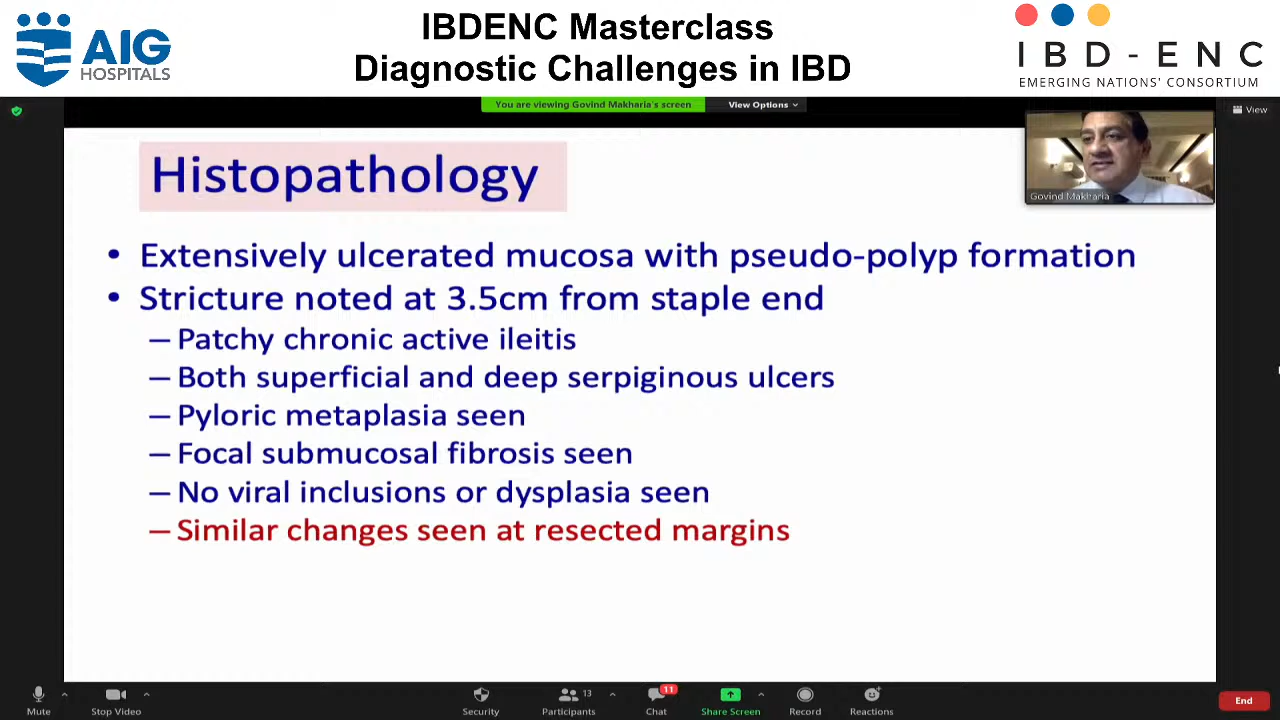 AIG
HOSPITALS
IBDENC Masterclass
Diagnostic Challenges in IBD
IBD-ENC
EMERGING NATIONS' CONSORTIUM
You are viewing Govind Makharia's screen
View Options
View
Govind Makharia
Histopathology
• Extensively ulcerated mucosa with pseudo-polyp formation
• Stricture noted at 3.5cm from staple end
– Patchy chronic active ileitis
– Both superficial and deep serpiginous ulcers
– Pyloric metaplasia seen
– Focal submucosal fibrosis seen
– No viral inclusions or dysplasia seen
– Similar changes seen at resected margins
Mute
Stop Video
Security
13
Participants
11
Chat
Share Screen
Record
Reactions
End